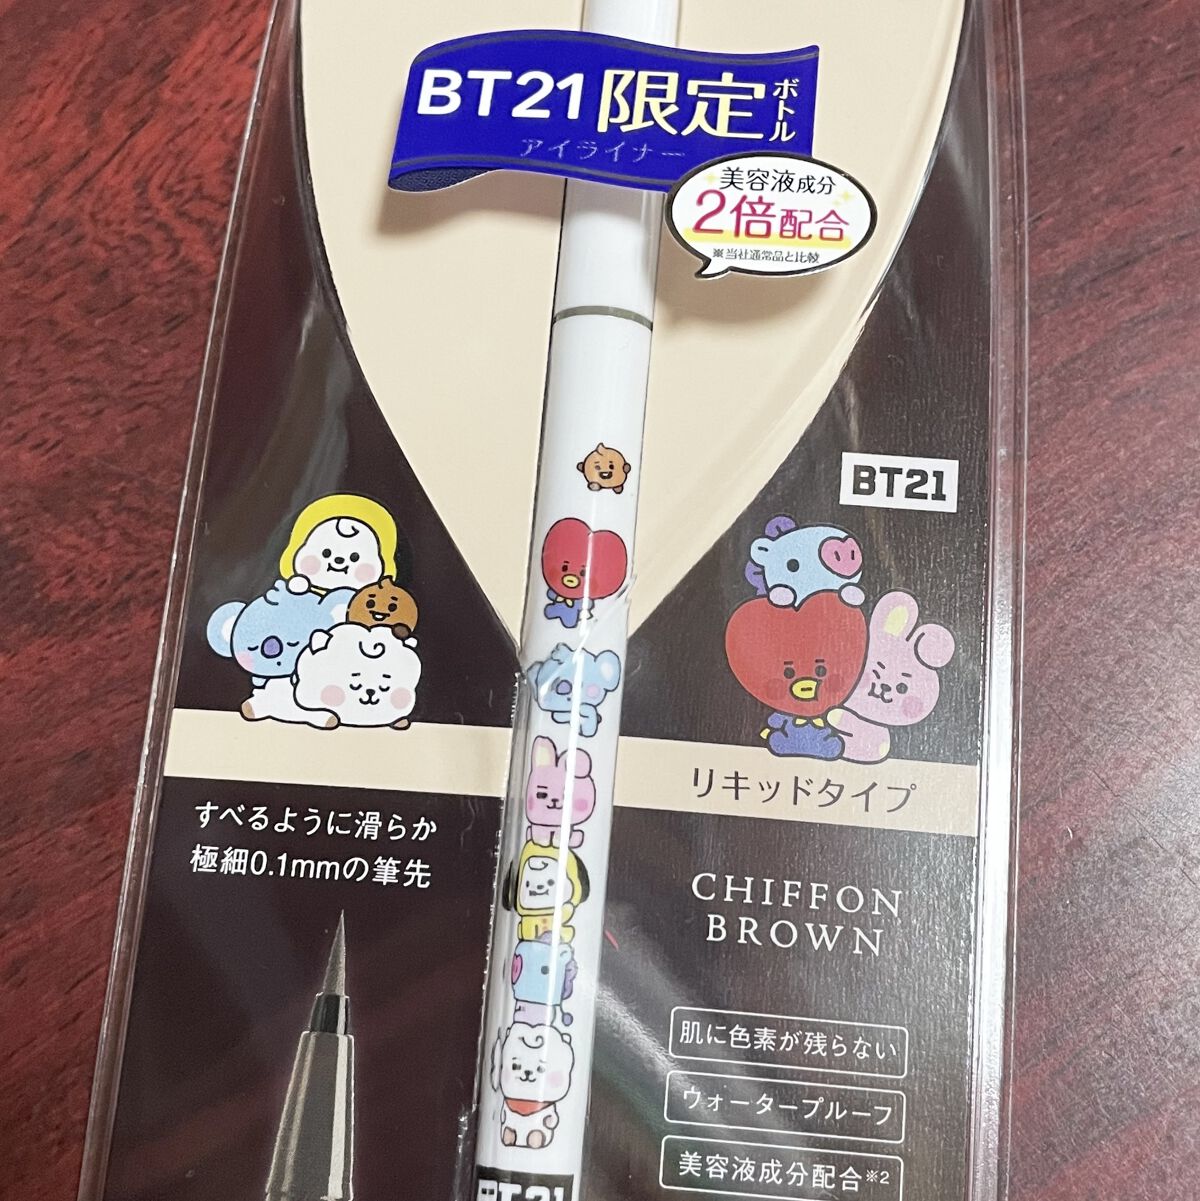 BT21限定ボトル
アイライナー
美容液成分
2倍配合
※当社通常品と比較
BT21
リキッドタイプ
すべるように滑らか
極細0.1mmの筆先
CHIFFON
BROWN
肌に色素が残らない
ウォータープルーフ
美容液成分配合※2
BT21